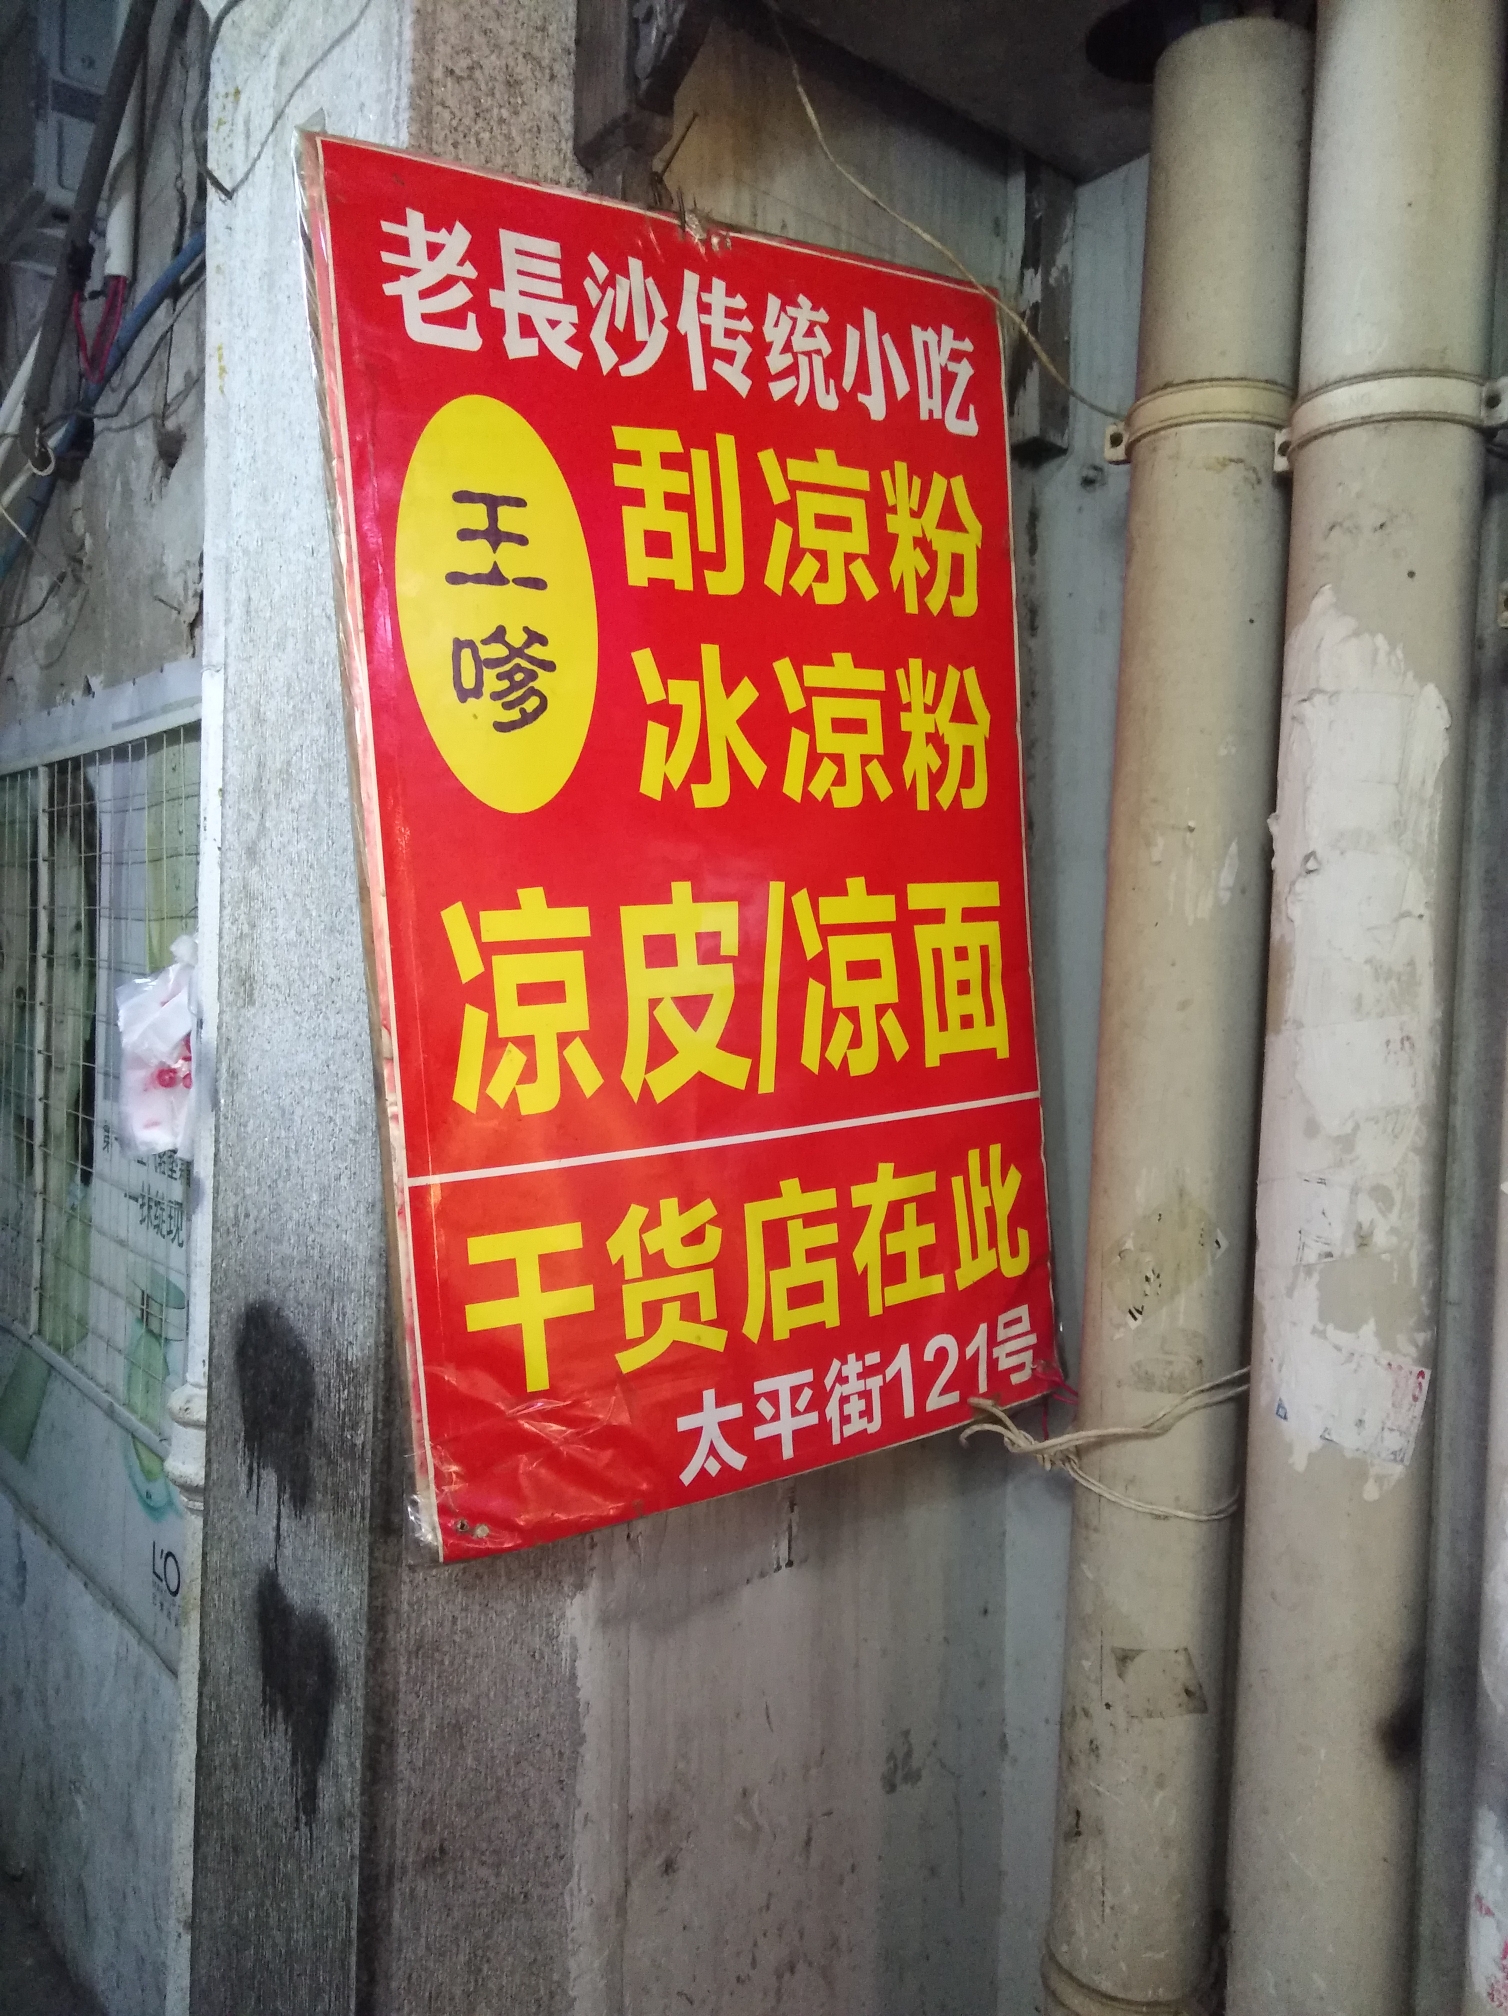 老長沙传统小吃
王嗲
刮凉粉
冰凉粉
凉皮/凉面
干货店在此
太平街121号
L'O